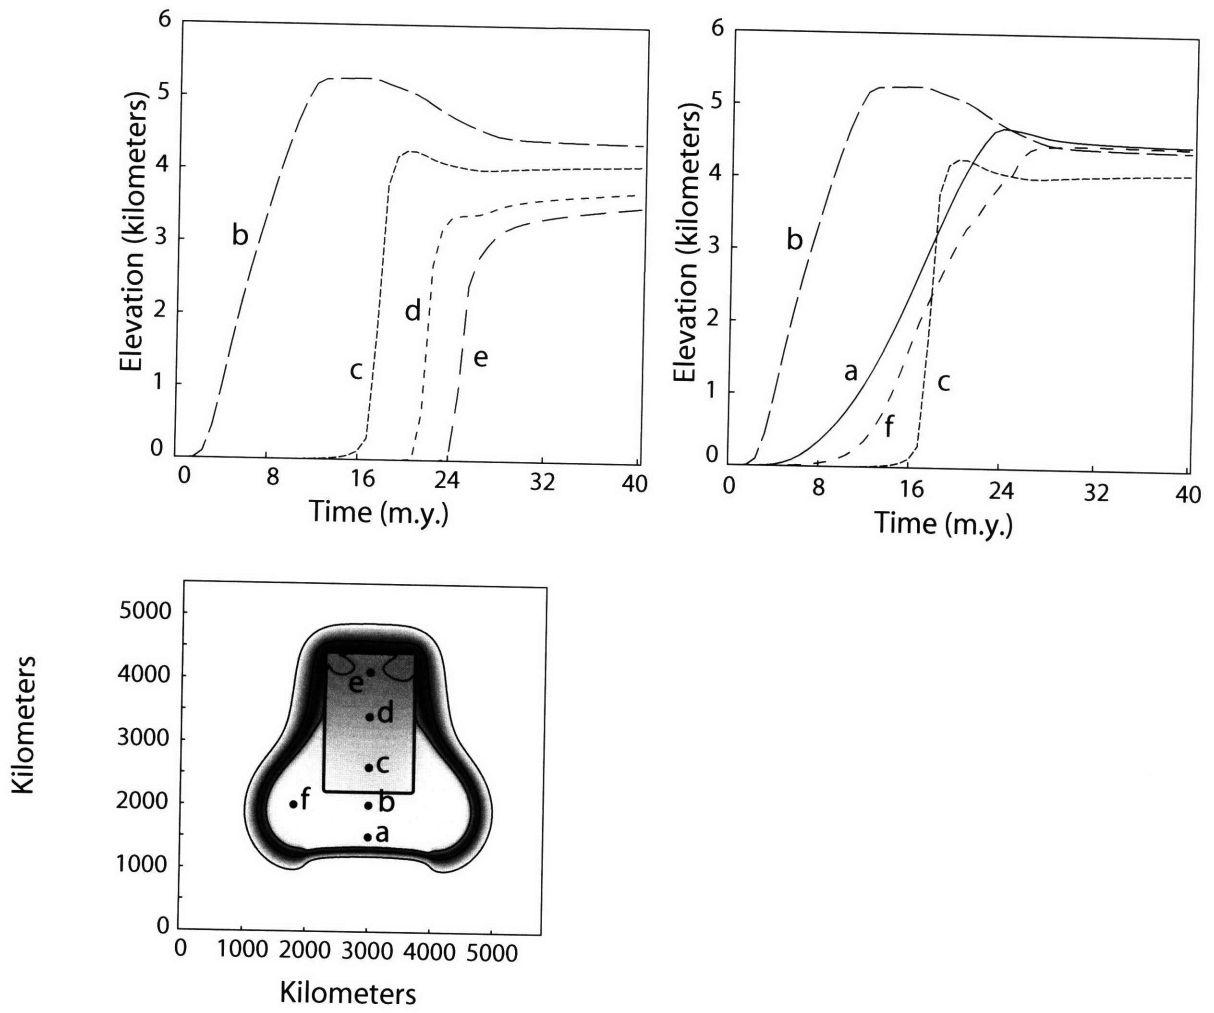 6
5
4
3
2
1
0
Elevation (kilometers)
b
c
d
e
0 8 16 24 32 40
Time (m.y.)
6
5
4
3
2
1
0
Elevation (kilometers)
b
a
f
c
0 8 16 24 32 40
Time (m.y.)
5000
4000
3000
2000
1000
0
Kilometers
e
d
c
f
b
a
0 1000 2000 3000 4000 5000
Kilometers